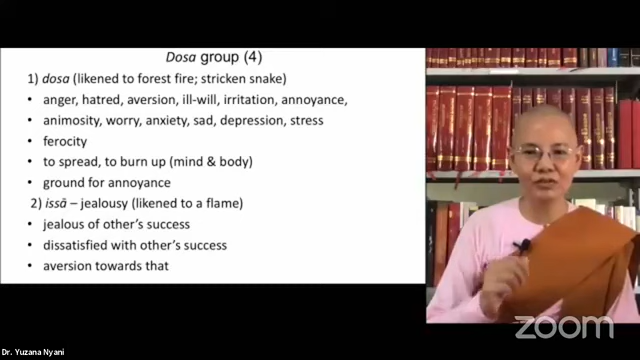 Dosa group (4)
1) dosa (likened to forest fire; stricken snake)
• anger, hatred, aversion, ill-will, irritation, annoyance,
• animosity, worry, anxiety, sad, depression, stress
• ferocity
• to spread, to burn up (mind & body)
• ground for annoyance
2) issā – jealousy (likened to a flame)
• jealous of other's success
• dissatisfied with other's success
• aversion towards that
zoom
Dr. Yuzana Nyani